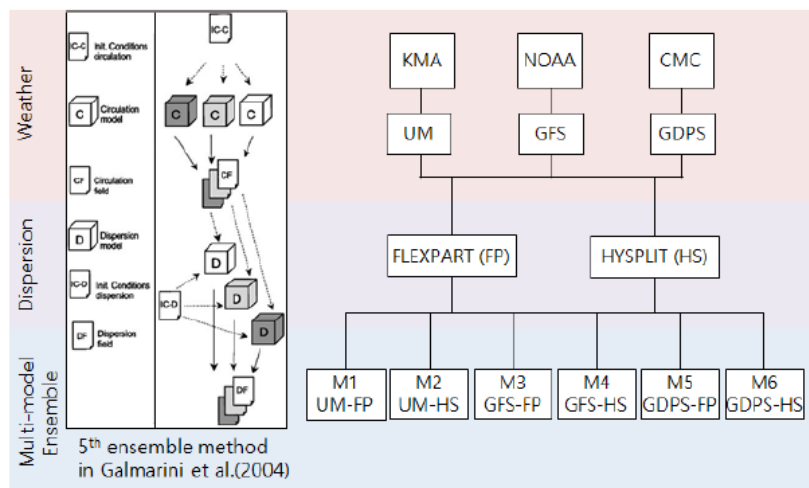 Weather
Dispersion
Multi-model
Ensemble
IC-C
Init. Conditions
circulation
C
Circulation
model
CF
Circulation
field
D
Dispersion
model
IC-D
Init. Conditions
dispersion
DF
Dispersion
field
IC-C
C
C
C
CF
D
IC-D
D
D
DF
5th ensemble method
in Galmarini et al.(2004)
KMA
NOAA
CMC
UM
GFS
GDPS
FLEXPART (FP)
HYSPLIT (HS)
M1
UM-FP
M2
UM-HS
M3
GFS-FP
M4
GFS-HS
M5
GDPS-FP
M6
GDPS-HS